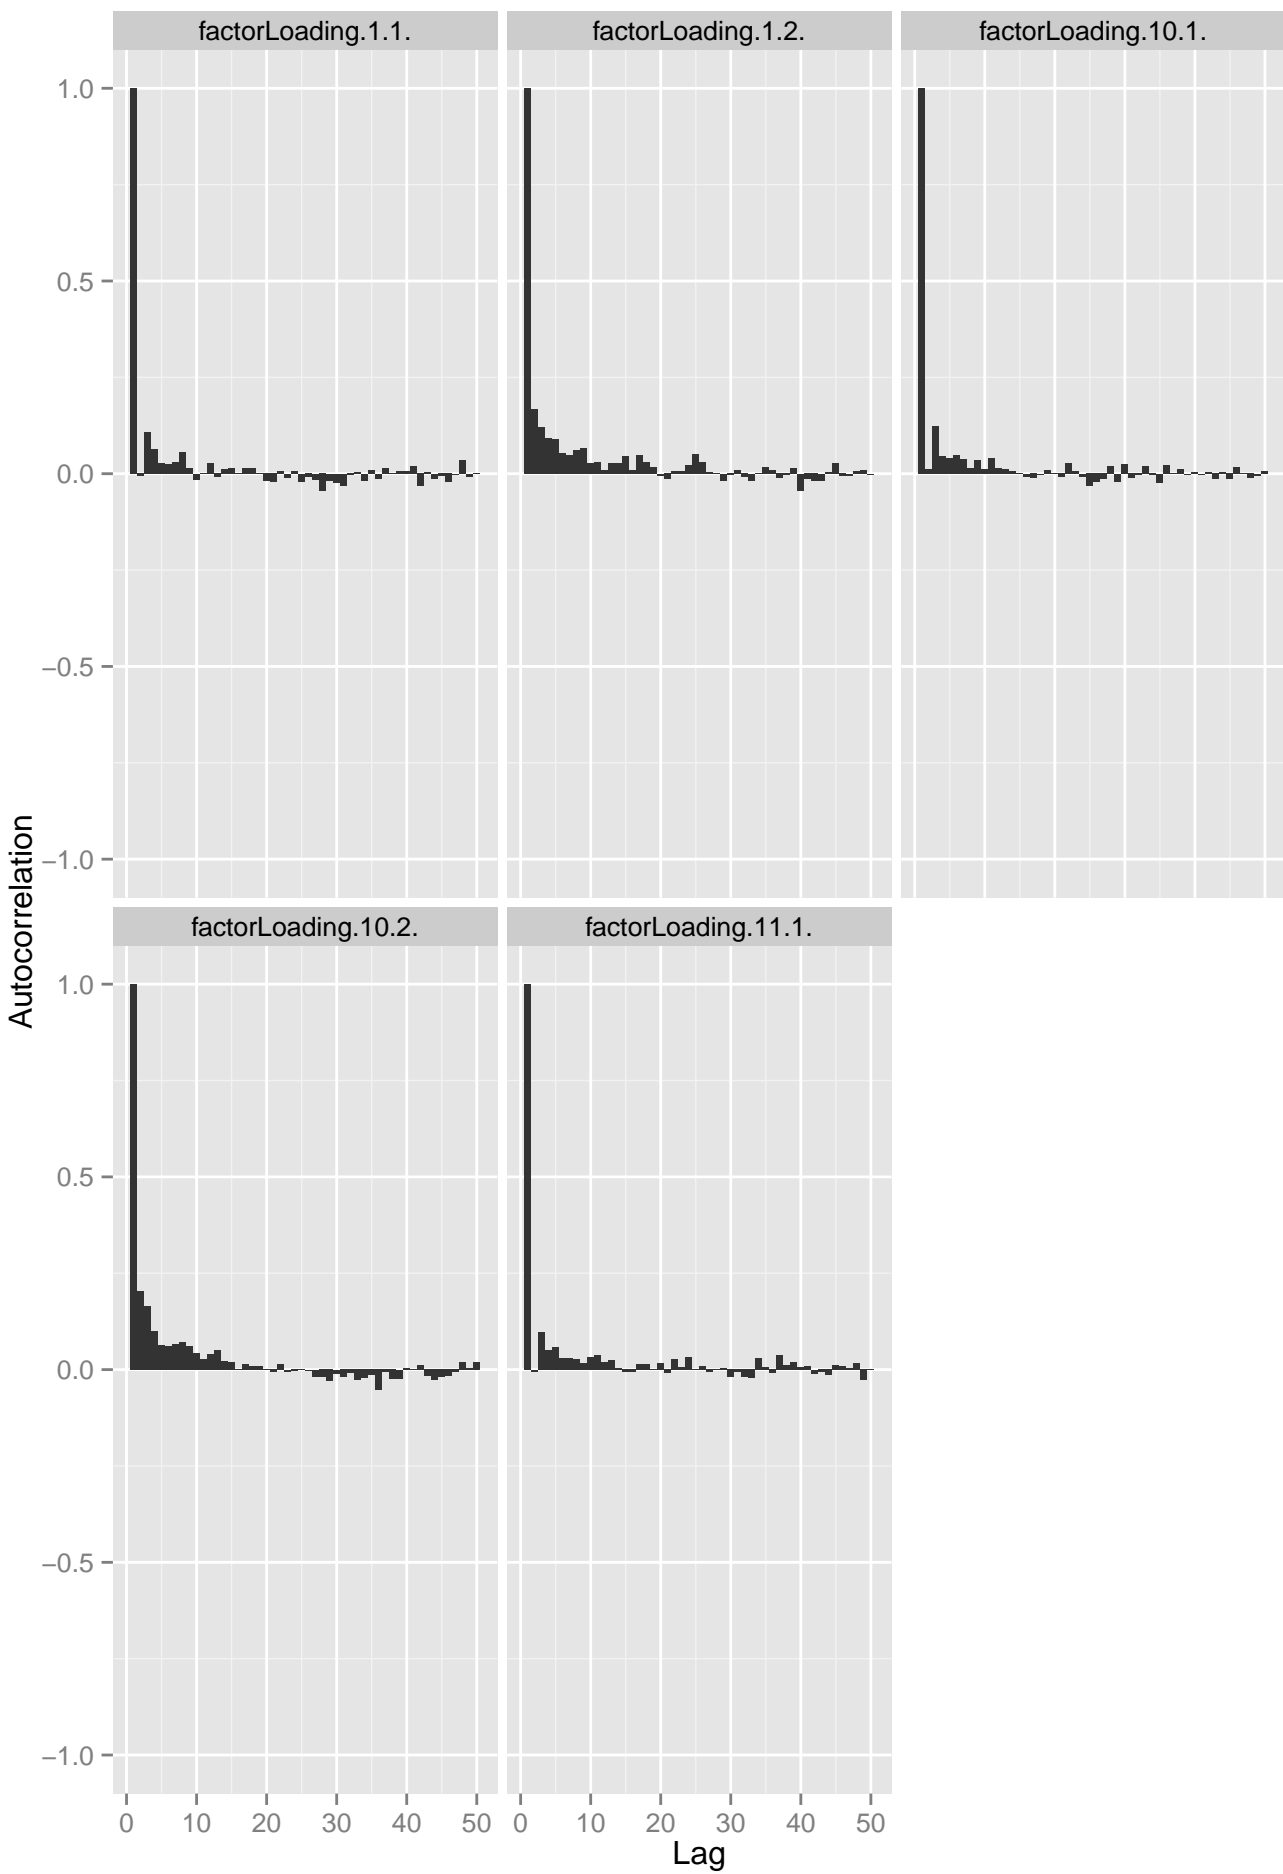 factorLoading.1.1.
factorLoading.1.2.
factorLoading.10.1.
1.0
0.5
0.0
−0.5
−1.0
Autocorrelation
factorLoading.10.2.
factorLoading.11.1.
1.0
0.5
0.0
−0.5
−1.0
0 10 20 30 40 50 0 10 20 30 40 50
Lag